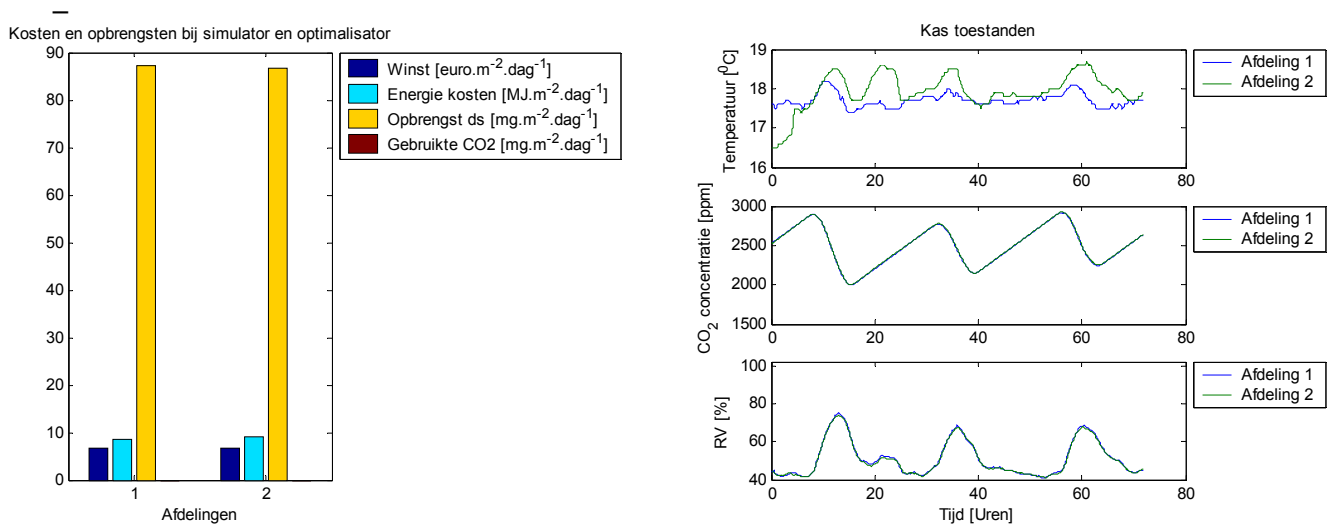 Kosten en opbrengsten bij simulator en optimalisator
90
80
70
60
50
40
30
20
10
0
1 2
Afdelingen
Winst [euro.m⁻².dag⁻¹]
Energie kosten [MJ.m⁻².dag⁻¹]
Opbrengst ds [mg.m⁻².dag⁻¹]
Gebruikte CO2 [mg.m⁻².dag⁻¹]
Kas toestanden
Temperatuur [⁰C]
19
18
17
16
0 20 40 60 80
Afdeling 1
Afdeling 2
CO₂ concentratie [ppm]
3000
2500
2000
1500
0 20 40 60 80
Afdeling 1
Afdeling 2
RV [%]
100
80
60
40
0 20 40 60 80
Tijd [Uren]
Afdeling 1
Afdeling 2